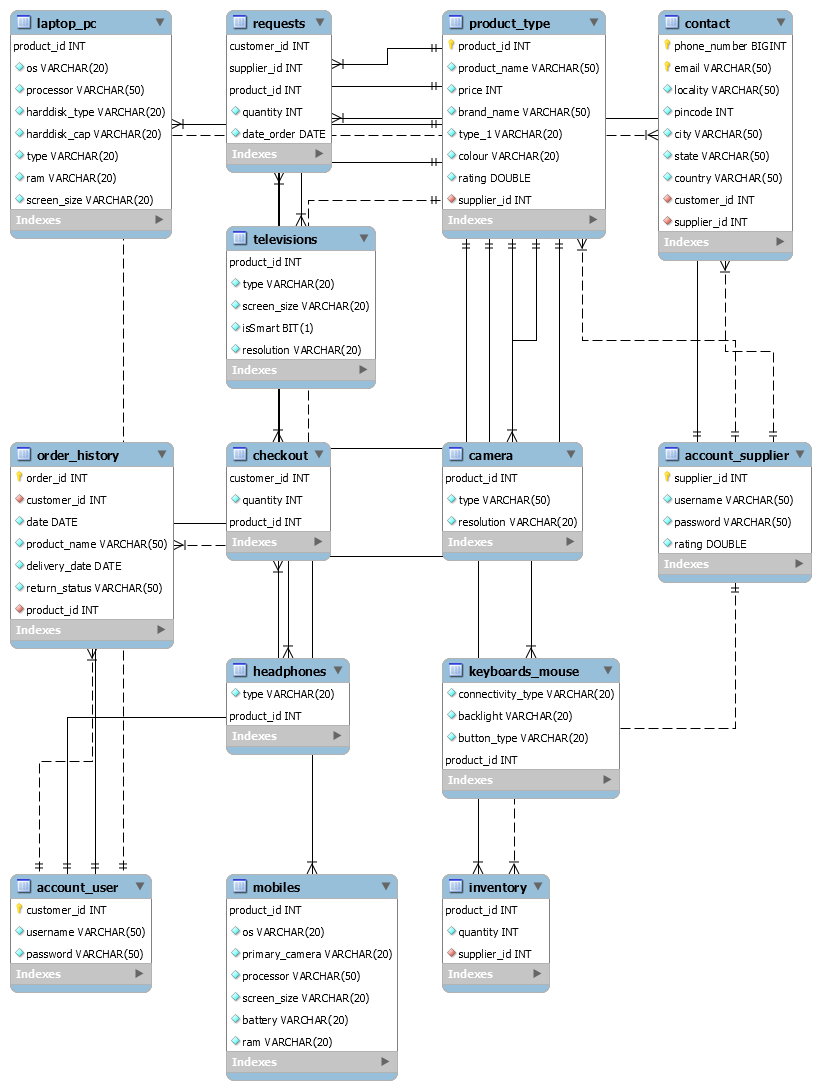 laptop_pc
product_id INT
os VARCHAR(20)
processor VARCHAR(50)
harddisk_type VARCHAR(20)
harddisk_cap VARCHAR(20)
type VARCHAR(20)
ram VARCHAR(20)
screen_size VARCHAR(20)
Indexes
requests
customer_id INT
supplier_id INT
product_id INT
quantity INT
date_order DATE
Indexes
product_type
product_id INT
product_name VARCHAR(50)
price INT
brand_name VARCHAR(50)
type_1 VARCHAR(20)
colour VARCHAR(20)
rating DOUBLE
supplier_id INT
Indexes
contact
phone_number BIGINT
email VARCHAR(50)
locality VARCHAR(50)
pincode INT
city VARCHAR(50)
state VARCHAR(50)
country VARCHAR(50)
customer_id INT
supplier_id INT
Indexes
televisions
product_id INT
type VARCHAR(20)
screen_size VARCHAR(20)
isSmart BIT(1)
resolution VARCHAR(20)
Indexes
order_history
order_id INT
customer_id INT
date DATE
product_name VARCHAR(50)
delivery_date DATE
return_status VARCHAR(50)
product_id INT
Indexes
checkout
customer_id INT
quantity INT
product_id INT
Indexes
camera
product_id INT
type VARCHAR(50)
resolution VARCHAR(20)
Indexes
account_supplier
supplier_id INT
username VARCHAR(50)
password VARCHAR(50)
rating DOUBLE
Indexes
headphones
type VARCHAR(20)
product_id INT
Indexes
keyboards_mouse
connectivity_type VARCHAR(20)
backlight VARCHAR(20)
button_type VARCHAR(20)
product_id INT
Indexes
account_user
customer_id INT
username VARCHAR(50)
password VARCHAR(50)
Indexes
mobiles
product_id INT
os VARCHAR(20)
primary_camera VARCHAR(20)
processor VARCHAR(50)
screen_size VARCHAR(20)
battery VARCHAR(20)
ram VARCHAR(20)
Indexes
inventory
product_id INT
quantity INT
supplier_id INT
Indexes